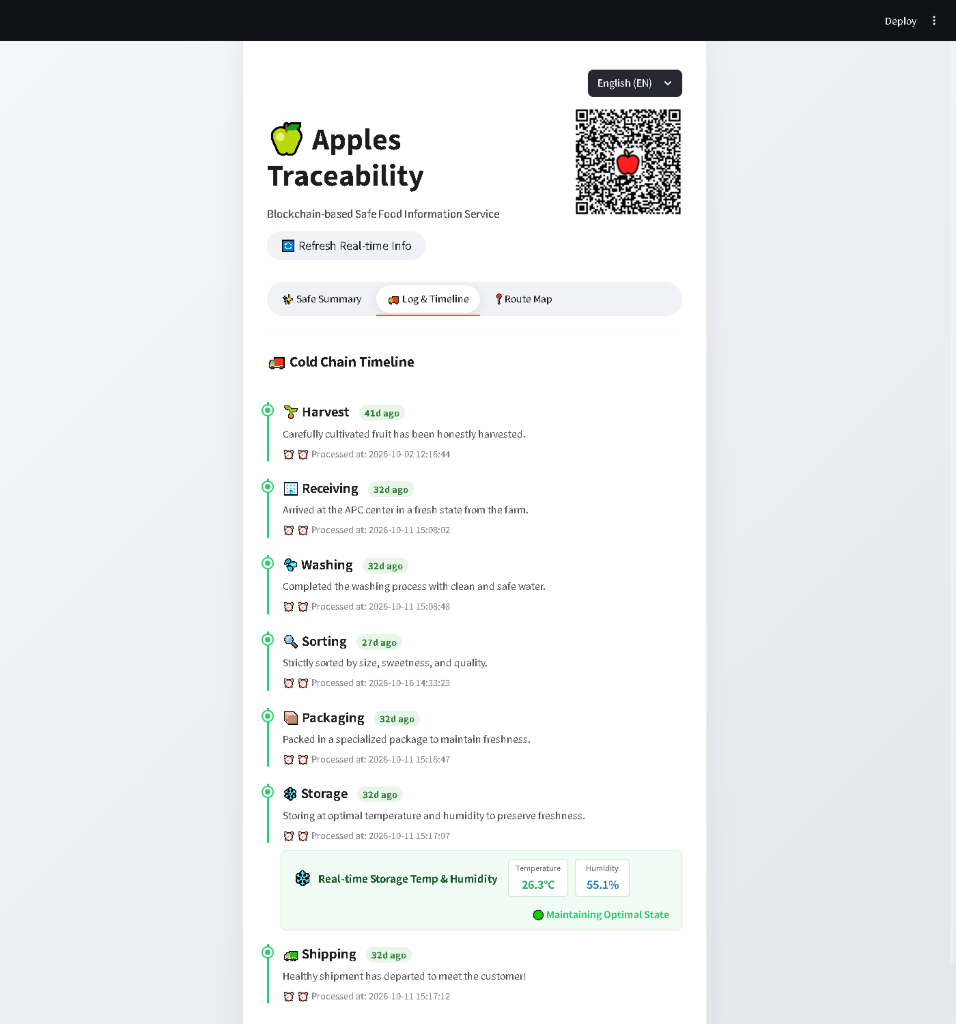 Deploy
English (EN)
Apples
Traceability
Blockchain-based Safe Food Information Service
Refresh Real-time Info
Safe Summary
Log & Timeline
Route Map
Cold Chain Timeline
Harvest 41d ago
Carefully cultivated fruit has been honestly harvested.
Processed at: 2026-10-02 12:16:44
Receiving 32d ago
Arrived at the APC center in a fresh state from the farm.
Processed at: 2026-10-11 15:08:02
Washing 32d ago
Completed the washing process with clean and safe water.
Processed at: 2026-10-11 15:08:48
Sorting 27d ago
Strictly sorted by size, sweetness, and quality.
Processed at: 2026-10-16 14:33:23
Packaging 32d ago
Packed in a specialized package to maintain freshness.
Processed at: 2026-10-11 15:16:47
Storage 32d ago
Storing at optimal temperature and humidity to preserve freshness.
Processed at: 2026-10-11 15:17:07
Real-time Storage Temp & Humidity
Temperature
26.3°C
Humidity
55.1%
Maintaining Optimal State
Shipping 32d ago
Healthy shipment has departed to meet the customer!
Processed at: 2026-10-11 15:17:12